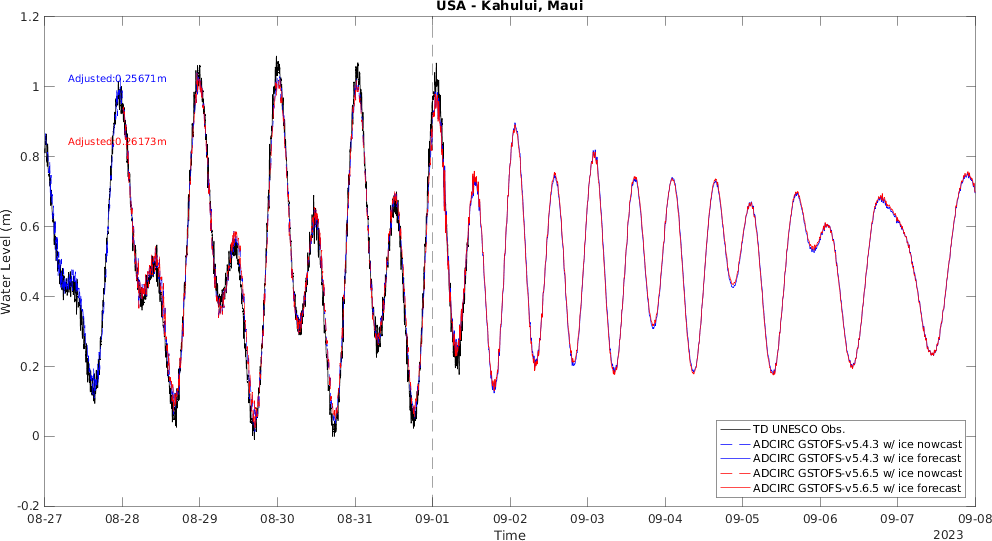 USA - Kahului, Maui
1.2
1
0.8
0.6
0.4
0.2
0
-0.2
Water Level (m)
Adjusted:0.25671m
Adjusted:0.26173m
TD UNESCO Obs.
ADCIRC GSTOFS-v5.4.3 w/ ice nowcast
ADCIRC GSTOFS-v5.4.3 w/ ice forecast
ADCIRC GSTOFS-v5.6.5 w/ ice nowcast
ADCIRC GSTOFS-v5.6.5 w/ ice forecast
08-27 08-28 08-29 08-30 08-31 09-01 09-02 09-03 09-04 09-05 09-06 09-07 09-08
Time
2023